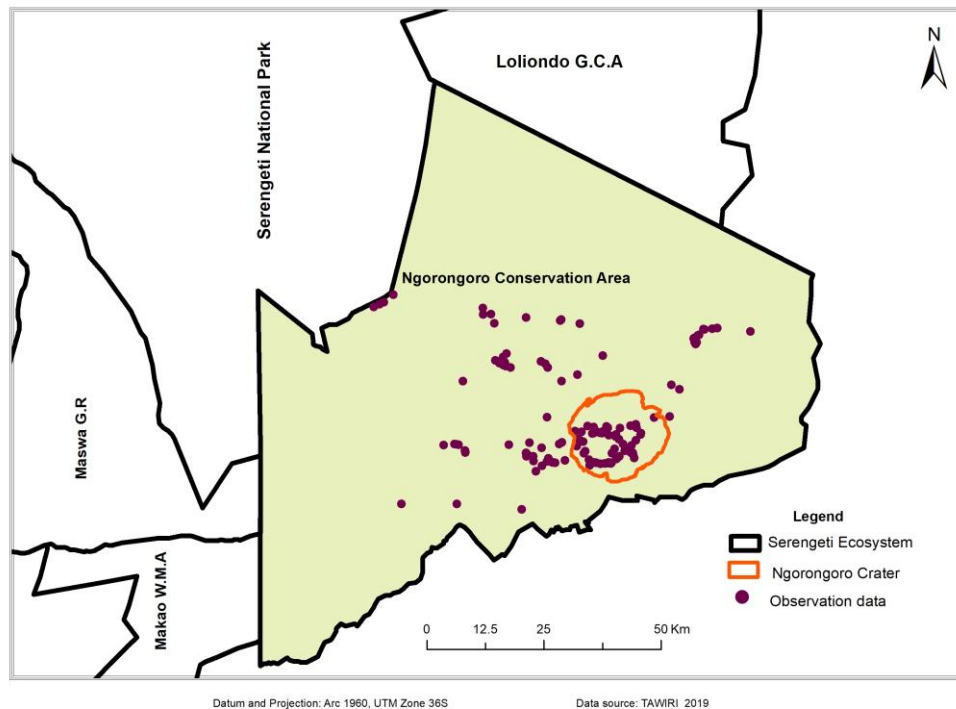 N
Loliondo G.C.A
Serengeti National Park
Ngorongoro Conservation Area
Maswa G.R
Makao W.M.A
Legend
Serengeti Ecosystem
Ngorongoro Crater
Observation data
0 12.5 25 50 Km
Datum and Projection: Arc 1960, UTM Zone 36S
Data source: TAWIRI 2019